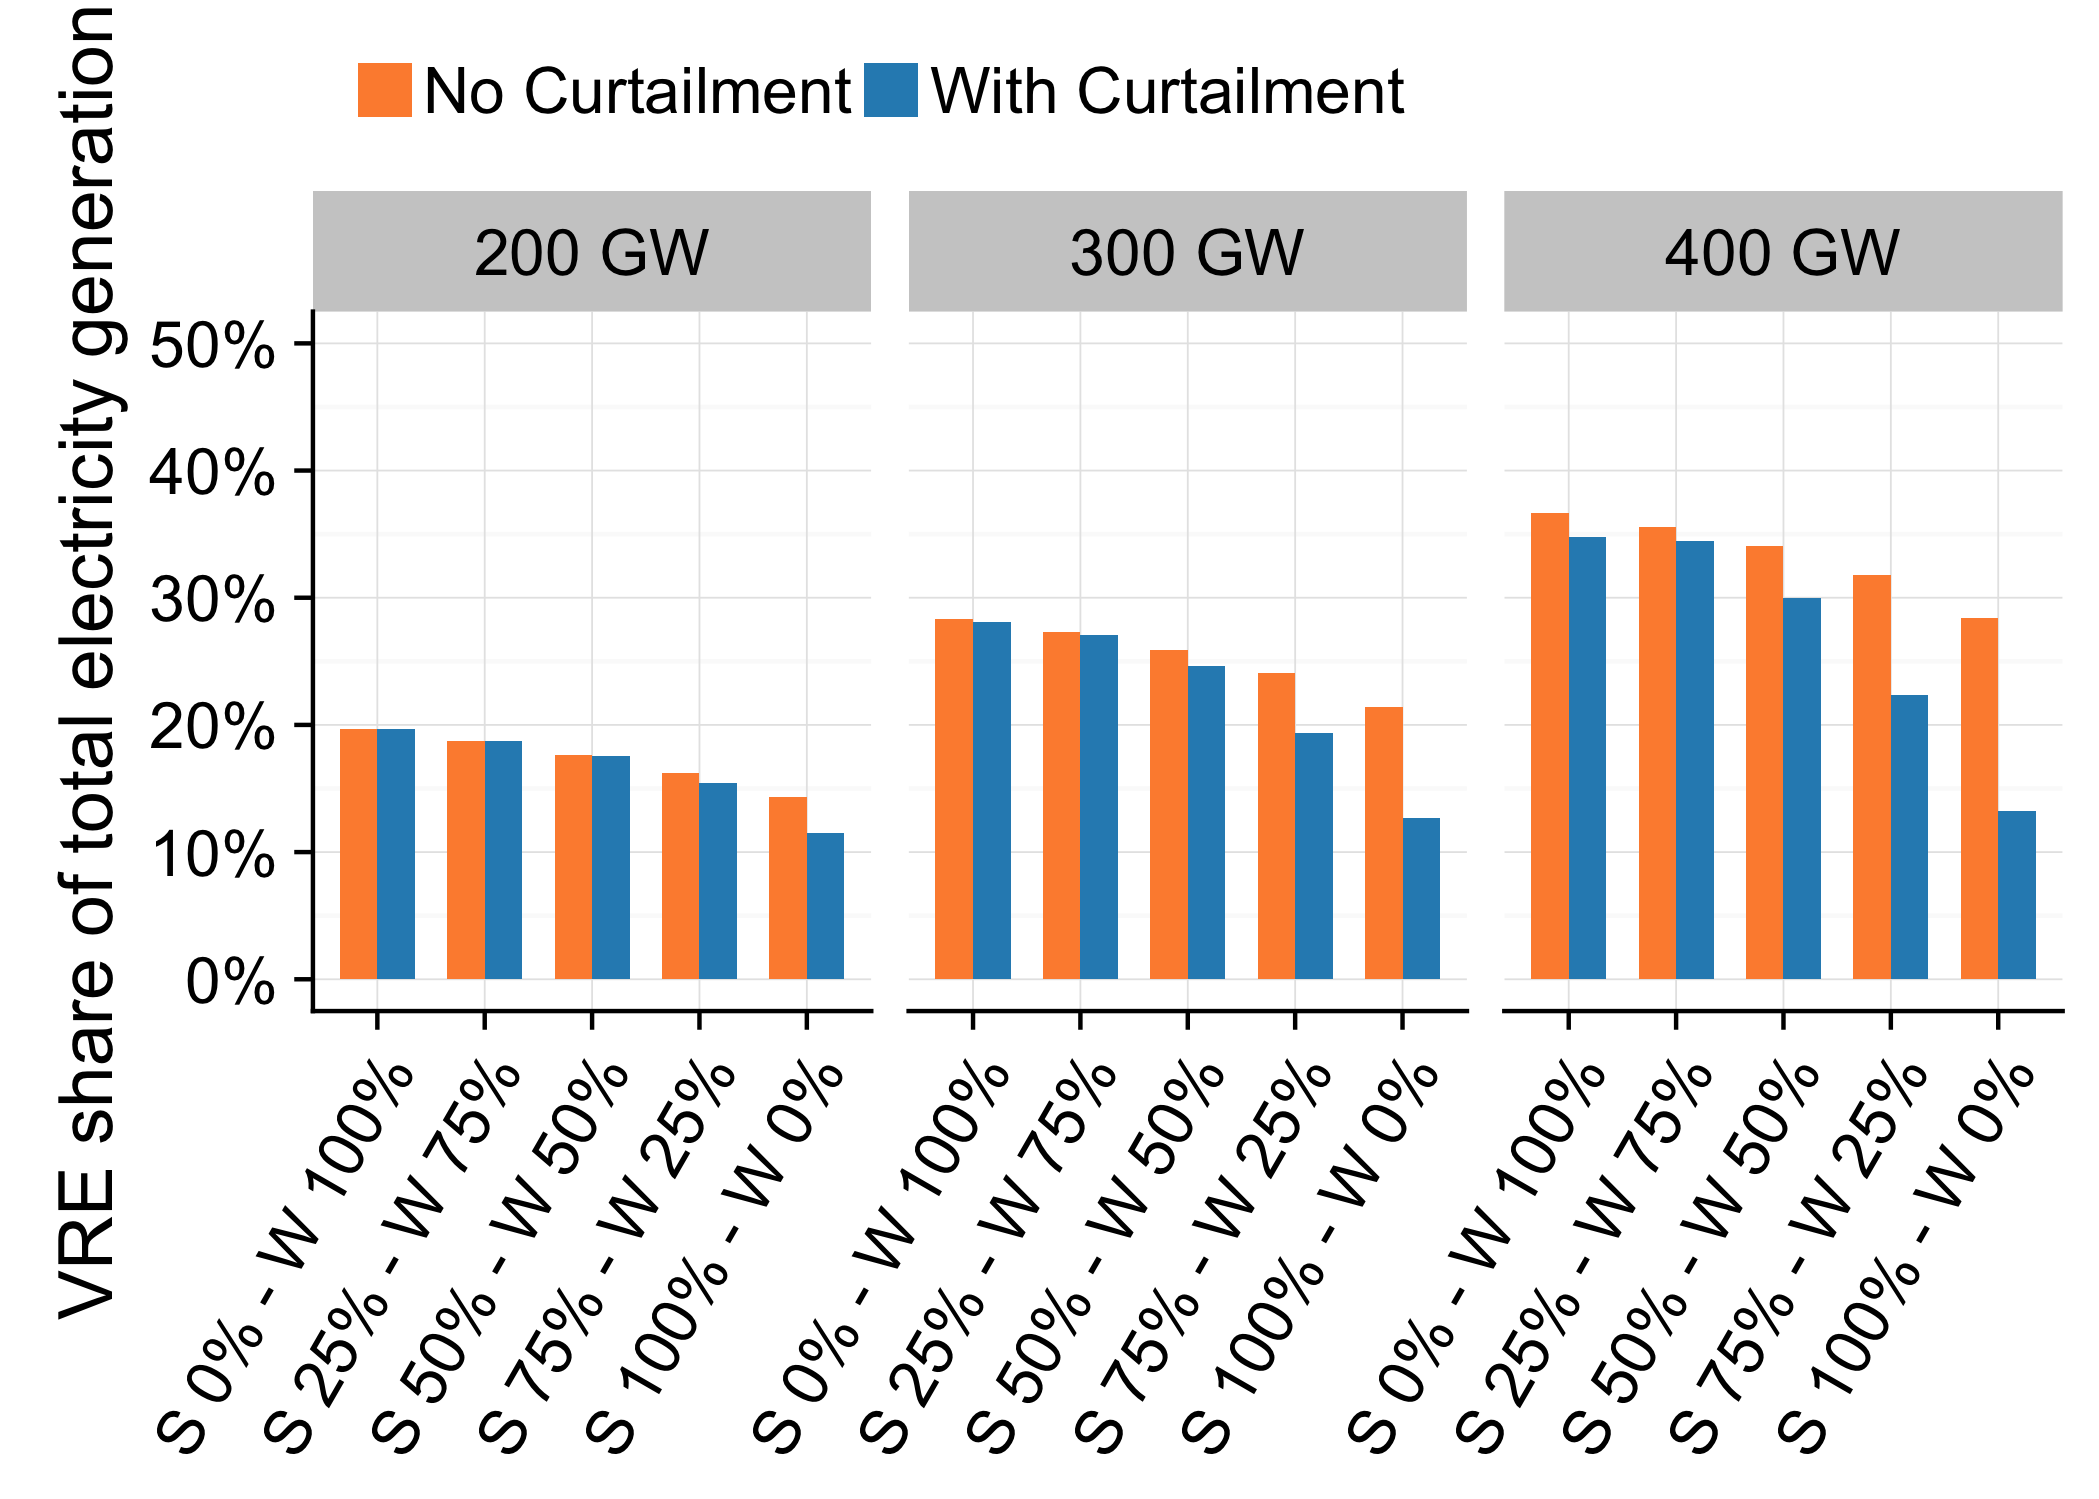 No Curtailment With Curtailment
200 GW 300 GW 400 GW
VRE share of total electricity generation
50%
40%
30%
20%
10%
0%
S 0% - W 100%
S 25% - W 75%
S 50% - W 50%
S 75% - W 25%
S 100% - W 0%
S 0% - W 100%
S 25% - W 75%
S 50% - W 50%
S 75% - W 25%
S 100% - W 0%
S 0% - W 100%
S 25% - W 75%
S 50% - W 50%
S 75% - W 25%
S 100% - W 0%